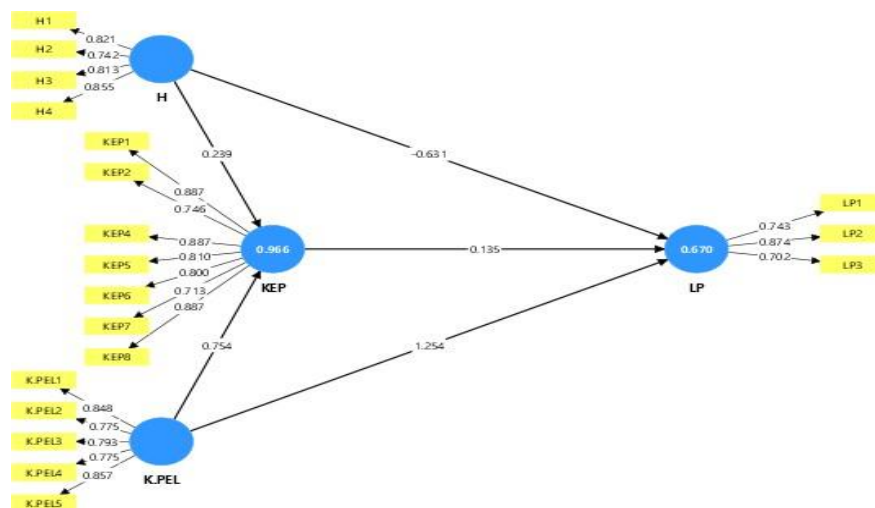 H1
0.821
H2
0.742
H3
0.813
0.855
H4
H
KEP1
0.239
-0.631
KEP2
0.887
0.746
LP1
0.743
KEP4
0.887
0.874
LP2
0.966
0.135
0.670
KEP5
0.810
0.702
LP3
0.800
KEP6
KEP
LP
0.713
KEP7
0.887
KEP8
0.754
1.254
K.PEL1
0.848
K.PEL2
0.775
K.PEL3
0.793
0.775
K.PEL4
0.857
K.PEL
K.PEL5